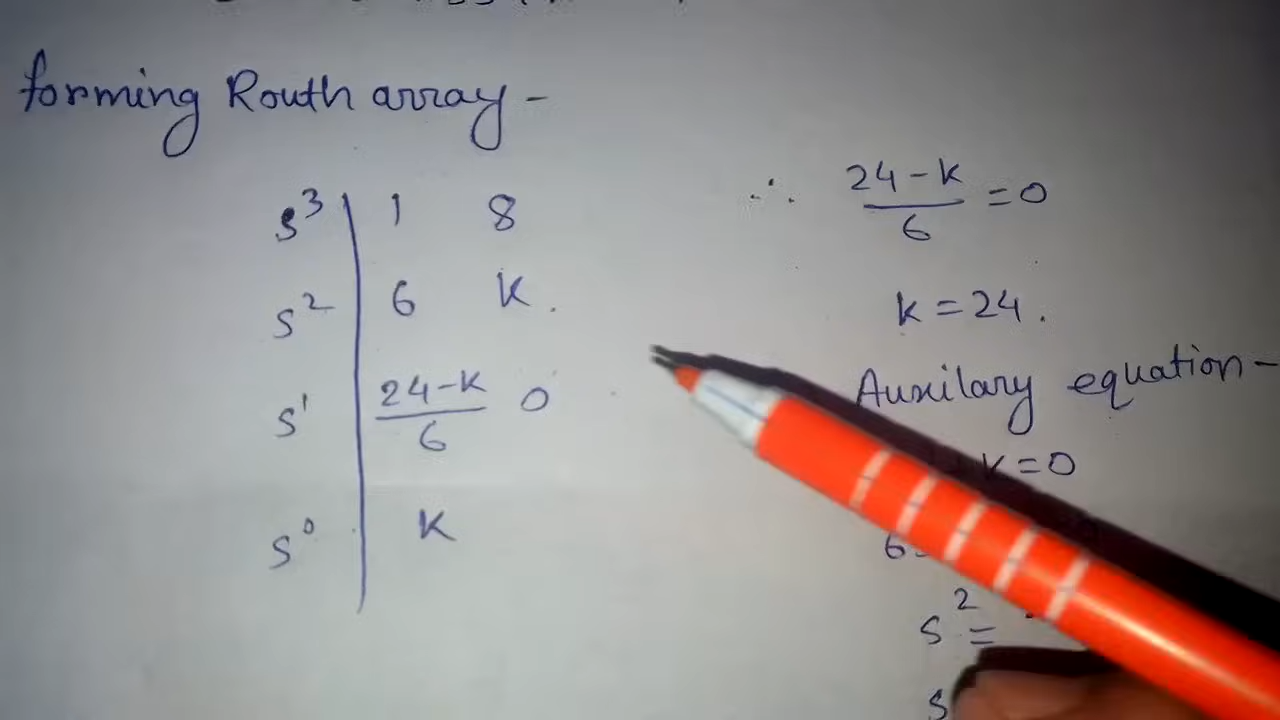 forming Routh array -
s³ | 1 8
s² | 6 K.
s¹ | (24-K)/6 0
s⁰ | K
∴ (24-K)/6 = 0
K = 24.
Auxilary equation -
K = 0
6
s² =
s